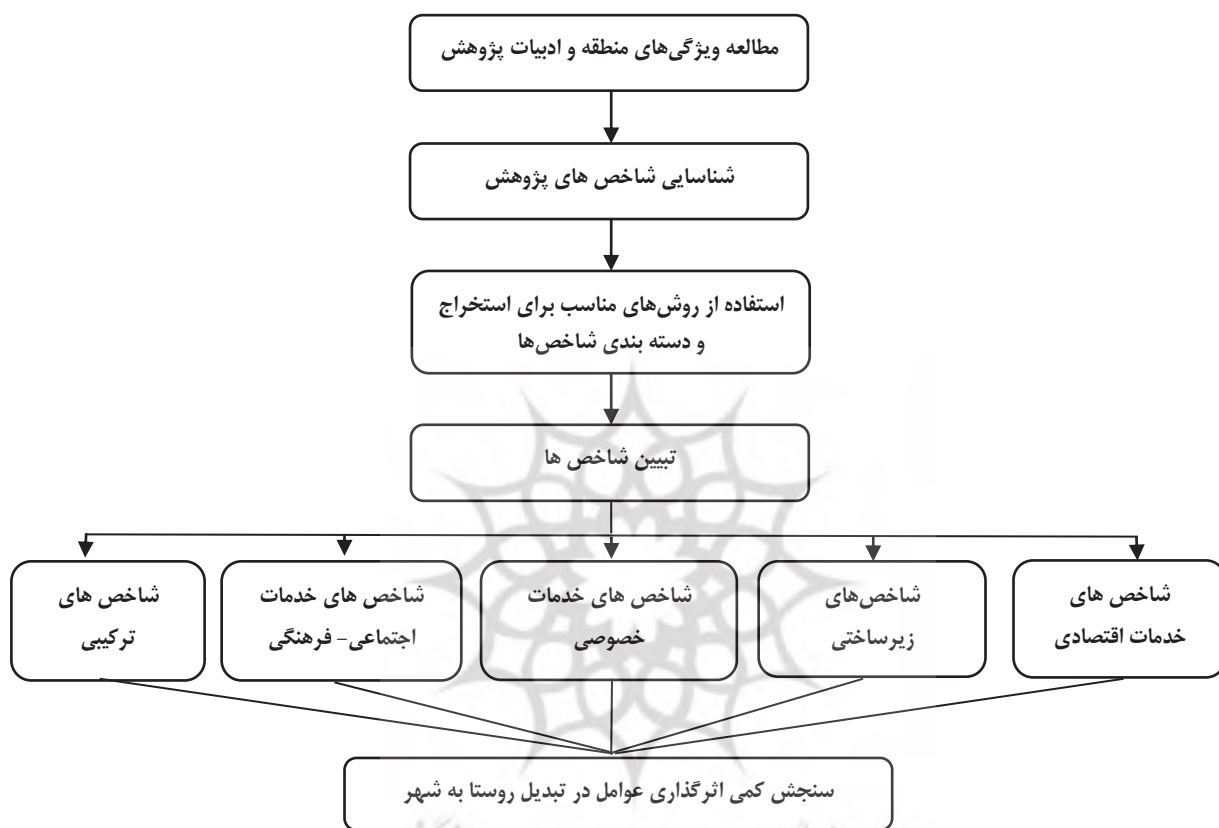 مطالعه ویژگی‌های منطقه و ادبیات پژوهش
شناسایی شاخص های پژوهش
استفاده از روش‌های مناسب برای استخراج
و دسته بندی شاخص‌ها
تبیین شاخص ها
شاخص های
خدمات اقتصادی
شاخص‌های
زیرساختی
شاخص های خدمات
خصوصی
شاخص های خدمات
اجتماعی- فرهنگی
شاخص های
ترکیبی
سنجش کمی اثرگذاری عوامل در تبدیل روستا به شهر